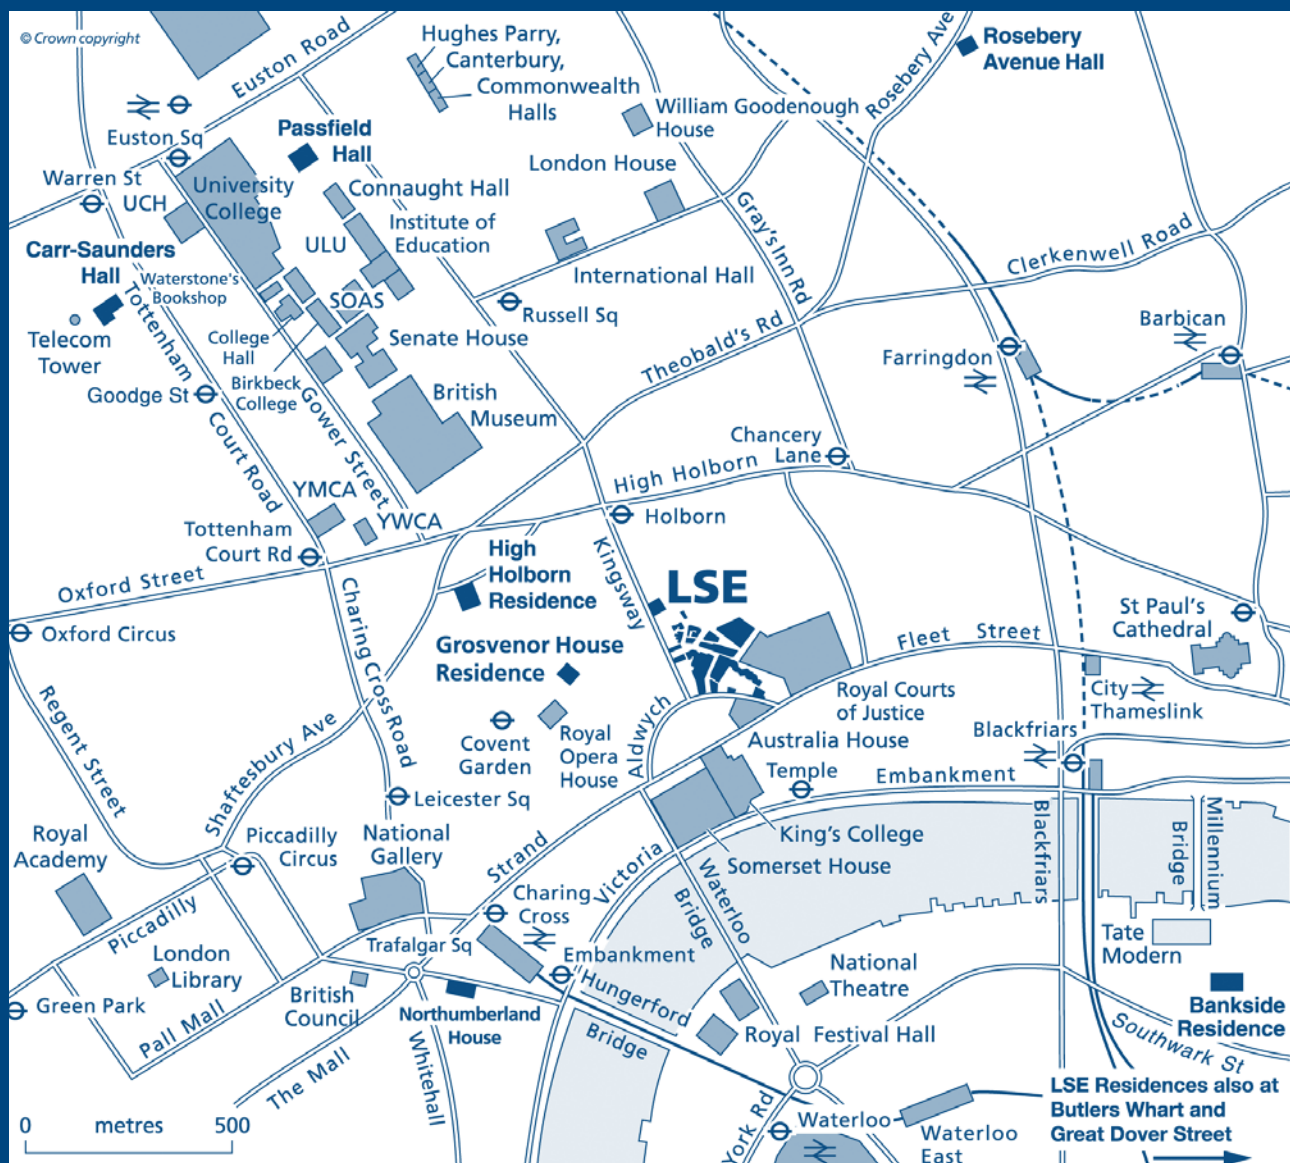 © Crown copyright
Euston Road
Hughes Parry,
Canterbury,
Commonwealth
Halls
Rosebery Ave
Rosebery
Avenue Hall
William Goodenough
House
Euston Sq
Passfield
Hall
London House
Warren St
UCH
University
College
Connaught Hall
Institute of
Education
ULU
Gray's Inn Rd
Clerkenwell Road
Carr-Saunders
Hall
Waterstone's
Bookshop
International Hall
SOAS
Russell Sq
Telecom
Tower
Tottenham
Court Road
College
Hall
Senate House
Theobald's Rd
Farringdon
Barbican
Goodge St
Birkbeck
College
Gower Street
British
Museum
Chancery
Lane
High Holborn
YMCA
YWCA
Holborn
Tottenham
Court Rd
Oxford Street
High
Holborn
Residence
Kingsway
LSE
Charing Cross Road
Oxford Circus
Grosvenor House
Residence
Fleet Street
St Paul's
Cathedral
Regent Street
Shaftesbury Ave
Covent
Garden
Royal
Opera
House
Aldwych
Royal Courts
of Justice
City
Thameslink
Australia House
Blackfriars
Temple
Embankment
Leicester Sq
Royal
Academy
Piccadilly
Circus
National
Gallery
Strand
Victoria
King's College
Somerset House
Blackfriars
Millennium
Bridge
Waterloo
Bridge
Piccadilly
Charing
Cross
Trafalgar Sq
London
Library
Embankment
Hungerford
Bridge
National
Theatre
Tate
Modern
Green Park
Pall Mall
British
Council
Northumberland
House
Royal Festival Hall
Bankside
Residence
Southwark St
The Mall
Whitehall
York Rd
Waterloo
Waterloo
East
LSE Residences also at
Butlers Whart and
Great Dover Street
0 metres 500